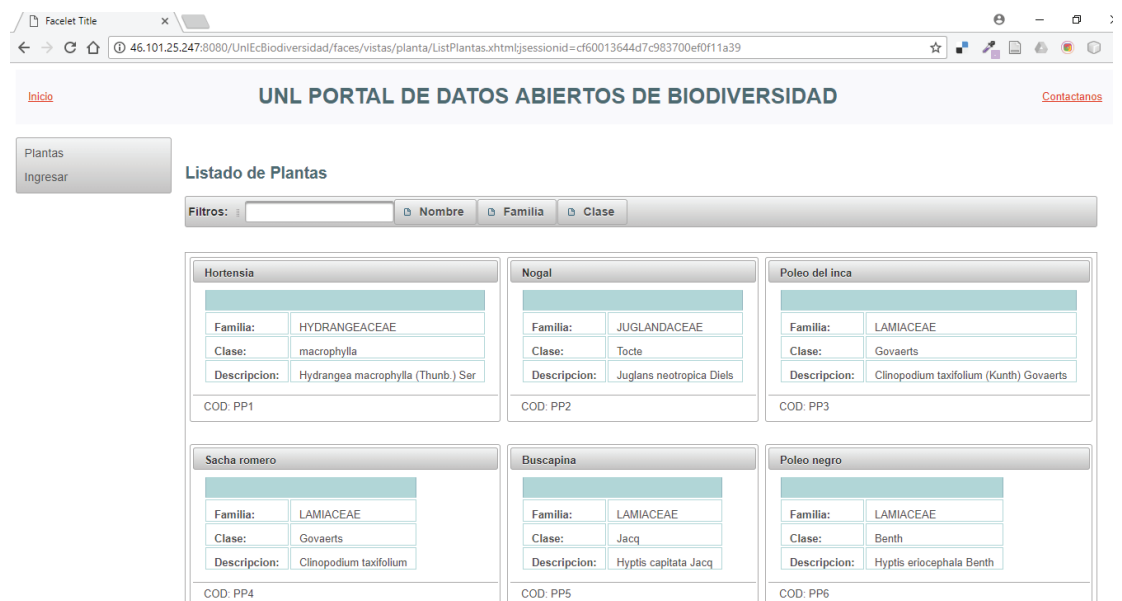 Facelet Title
46.101.25.247:8080/UnlEcBiodiversidad/faces/vistas/planta/ListPlantas.xhtml;jsessionid=cf60013644d7c983700ef0f11a39
Inicio
UNL PORTAL DE DATOS ABIERTOS DE BIODIVERSIDAD
Contactanos
Plantas
Ingresar
Listado de Plantas
Filtros: Nombre Familia Clase
Hortensia
Familia: HYDRANGEACEAE
Clase: macrophylla
Descripcion: Hydrangea macrophylla (Thunb.) Ser
COD: PP1
Nogal
Familia: JUGLANDACEAE
Clase: Tocte
Descripcion: Juglans neotropica Diels
COD: PP2
Poleo del inca
Familia: LAMIACEAE
Clase: Govaerts
Descripcion: Clinopodium taxifolium (Kunth) Govaerts
COD: PP3
Sacha romero
Familia: LAMIACEAE
Clase: Govaerts
Descripcion: Clinopodium taxifolium
COD: PP4
Buscapina
Familia: LAMIACEAE
Clase: Jacq
Descripcion: Hyptis capitata Jacq
COD: PP5
Poleo negro
Familia: LAMIACEAE
Clase: Benth
Descripcion: Hyptis eriocephala Benth
COD: PP6